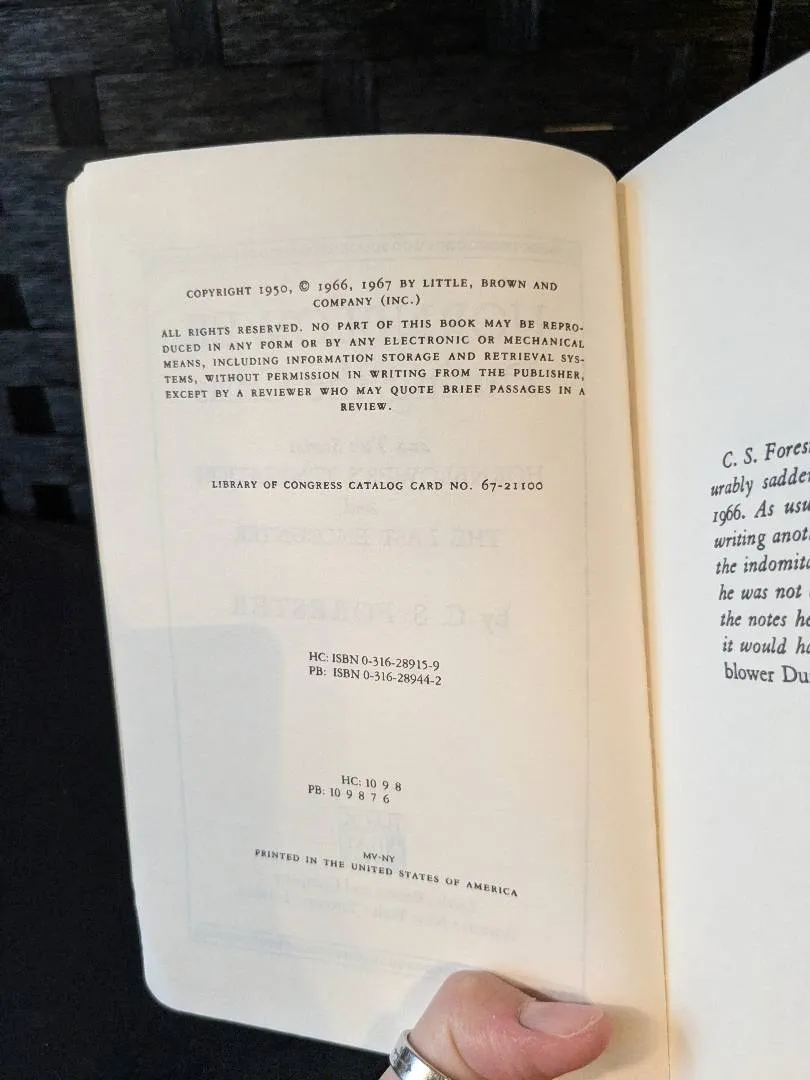 COPYRIGHT 1950, © 1966, 1967 BY LITTLE, BROWN AND
COMPANY (INC.)
ALL RIGHTS RESERVED. NO PART OF THIS BOOK MAY BE REPRO-
DUCED IN ANY FORM OR BY ANY ELECTRONIC OR MECHANICAL
MEANS, INCLUDING INFORMATION STORAGE AND RETRIEVAL SYS-
TEMS, WITHOUT PERMISSION IN WRITING FROM THE PUBLISHER,
EXCEPT BY A REVIEWER WHO MAY QUOTE BRIEF PASSAGES IN A
REVIEW.
LIBRARY OF CONGRESS CATALOG CARD NO. 67-21100
HC: ISBN 0-316-28915-9
PB: ISBN 0-316-28944-2
HC: 10 9 8
PB: 10 9 8 7 6
MV-NY
PRINTED IN THE UNITED STATES OF AMERICA
C. S. Fores
urably sadde
1966. As usu
writing anot
the indomita
he was not
the notes he
it would ha
blower Du